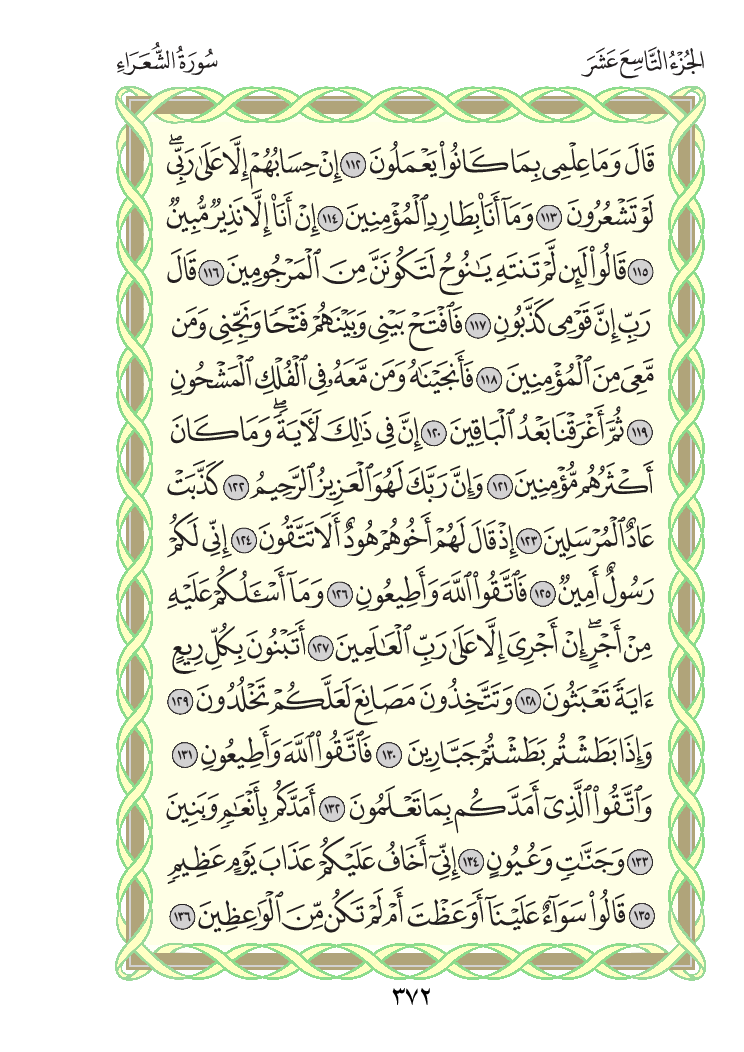 الجُزْءُ التَّاسِعَ عَشَرَ
سُورَةُ الشُّعَرَاءِ
قَالَ وَمَا عِلْمِى بِمَا كَانُوا۟ يَعْمَلُونَ ١١٢ إِنْ حِسَابُهُمْ إِلَّا عَلَىٰ رَبِّىۖ
لَوْ تَشْعُرُونَ ١١٣ وَمَآ أَنَا۠ بِطَارِدِ ٱلْمُؤْمِنِينَ ١١٤ إِنْ أَنَا۠ إِلَّا نَذِيرٌ مُّبِينٌ
١١٥ قَالُوا۟ لَئِن لَّمْ تَنتَهِ يَـٰنُوحُ لَتَكُونَنَّ مِنَ ٱلْمَرْجُومِينَ ١١٦ قَالَ
رَبِّ إِنَّ قَوْمِى كَذَّبُونِ ١١٧ فَٱفْتَحْ بَيْنِى وَبَيْنَهُمْ فَتْحًا وَنَجِّنِى وَمَن
مَّعِىَ مِنَ ٱلْمُؤْمِنِينَ ١١٨ فَأَنجَيْنَـٰهُ وَمَن مَّعَهُۥ فِى ٱلْفُلْكِ ٱلْمَشْحُونِ
١١٩ ثُمَّ أَغْرَقْنَا بَعْدُ ٱلْبَاقِينَ ١٢٠ إِنَّ فِى ذَٰلِكَ لَـَٔايَةًۖ وَمَا كَانَ
أَكْثَرُهُم مُّؤْمِنِينَ ١٢١ وَإِنَّ رَبَّكَ لَهُوَ ٱلْعَزِيزُ ٱلرَّحِيمُ ١٢٢ كَذَّبَتْ
عَادٌ ٱلْمُرْسَلِينَ ١٢٣ إِذْ قَالَ لَهُمْ أَخُوهُمْ هُودٌ أَلَا تَتَّقُونَ ١٢٤ إِنِّى لَكُمْ
رَسُولٌ أَمِينٌ ١٢٥ فَٱتَّقُوا۟ ٱللَّهَ وَأَطِيعُونِ ١٢٦ وَمَآ أَسْـَٔلُكُمْ عَلَيْهِ
مِنْ أَجْرٍۖ إِنْ أَجْرِىَ إِلَّا عَلَىٰ رَبِّ ٱلْعَـٰلَمِينَ ١٢٧ أَتَبْنُونَ بِكُلِّ رِيعٍ
ءَايَةً تَعْبَثُونَ ١٢٨ وَتَتَّخِذُونَ مَصَانِعَ لَعَلَّكُمْ تَخْلُدُونَ ١٢٩
وَإِذَا بَطَشْتُم بَطَشْتُمْ جَبَّارِينَ ١٣٠ فَٱتَّقُوا۟ ٱللَّهَ وَأَطِيعُونِ ١٣١
وَٱتَّقُوا۟ ٱلَّذِىٓ أَمَدَّكُم بِمَا تَعْلَمُونَ ١٣٢ أَمَدَّكُم بِأَنْعَـٰمٍ وَبَنِينَ
١٣٣ وَجَنَّـٰتٍ وَعُيُونٍ ١٣٤ إِنِّىٓ أَخَافُ عَلَيْكُمْ عَذَابَ يَوْمٍ عَظِيمٍ
١٣٥ قَالُوا۟ سَوَآءٌ عَلَيْنَآ أَوَعَظْتَ أَمْ لَمْ تَكُن مِّنَ ٱلْوَٰعِظِينَ ١٣٦
٣٧٢